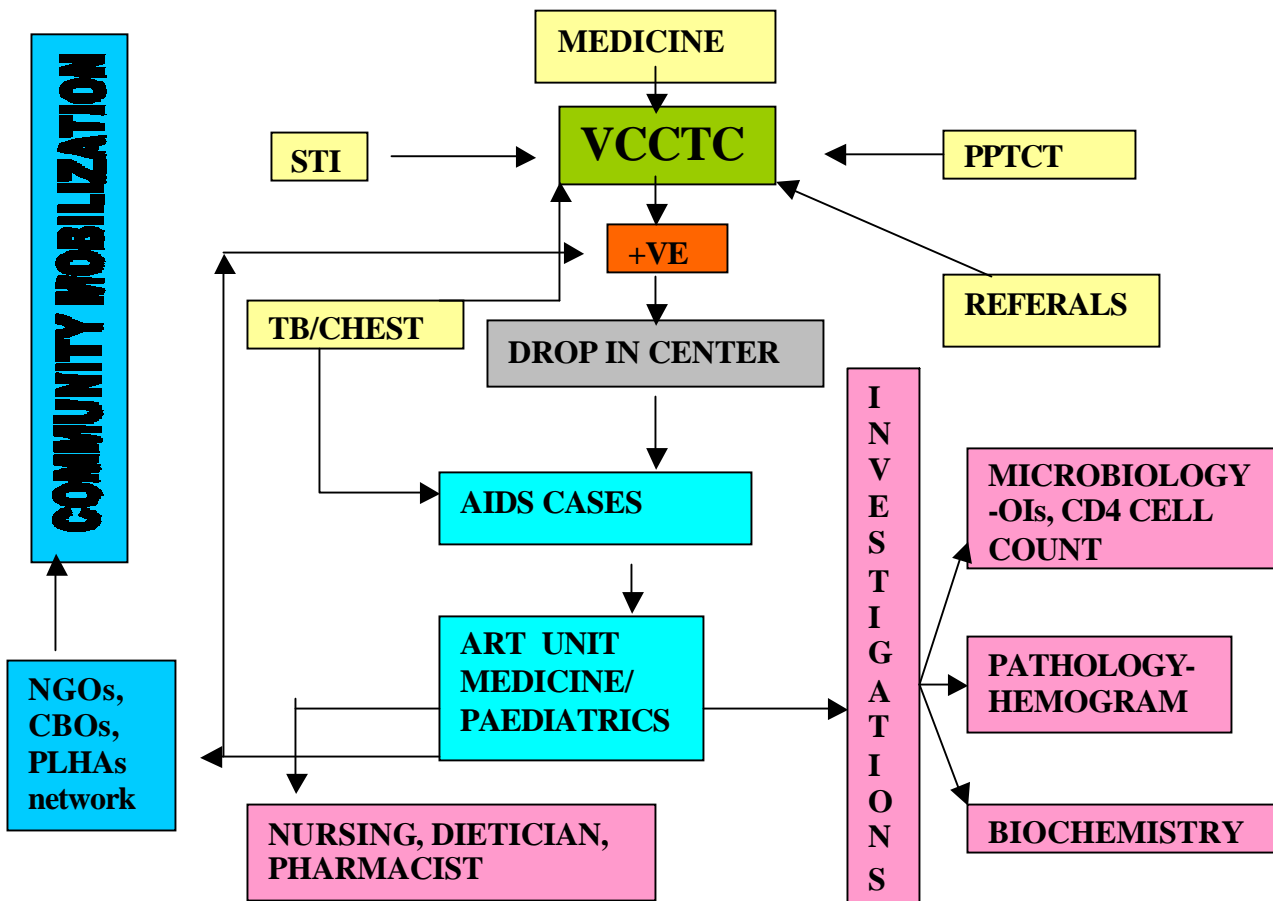 COMMUNITY MOBILIZATION
MEDICINE
VCCTC
STI
PPTCT
+VE
TB/CHEST
REFERALS
DROP IN CENTER
INVESTIGATIONS
AIDS CASES
MICROBIOLOGY
-OIs, CD4 CELL
COUNT
ART UNIT
MEDICINE/
PAEDIATRICS
NGOs,
CBOs,
PLHAs
network
PATHOLOGY-
HEMOGRAM
NURSING, DIETICIAN,
PHARMACIST
BIOCHEMISTRY